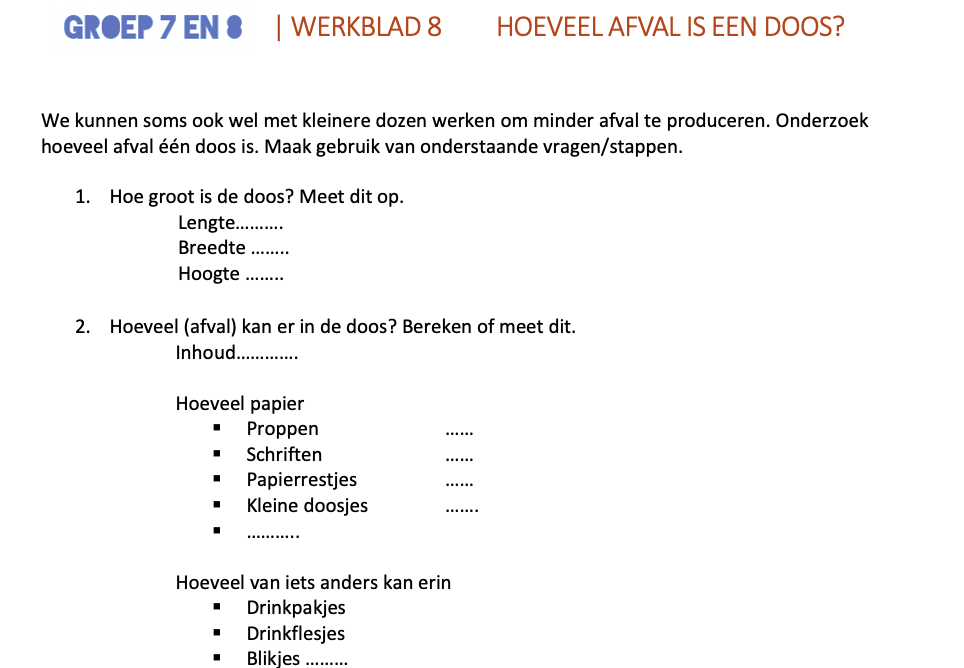 GROEP 7 EN 8 | WERKBLAD 8 HOEVEEL AFVAL IS EEN DOOS?
We kunnen soms ook wel met kleinere dozen werken om minder afval te produceren. Onderzoek
hoeveel afval één doos is. Maak gebruik van onderstaande vragen/stappen.
1. Hoe groot is de doos? Meet dit op.
Lengte..........
Breedte ........
Hoogte ........
2. Hoeveel (afval) kan er in de doos? Bereken of meet dit.
Inhoud.............
Hoeveel papier
▪ Proppen ......
▪ Schriften ......
▪ Papierrestjes ......
▪ Kleine doosjes .......
▪ ...........
Hoeveel van iets anders kan erin
▪ Drinkpakjes
▪ Drinkflesjes
▪ Blikjes .........